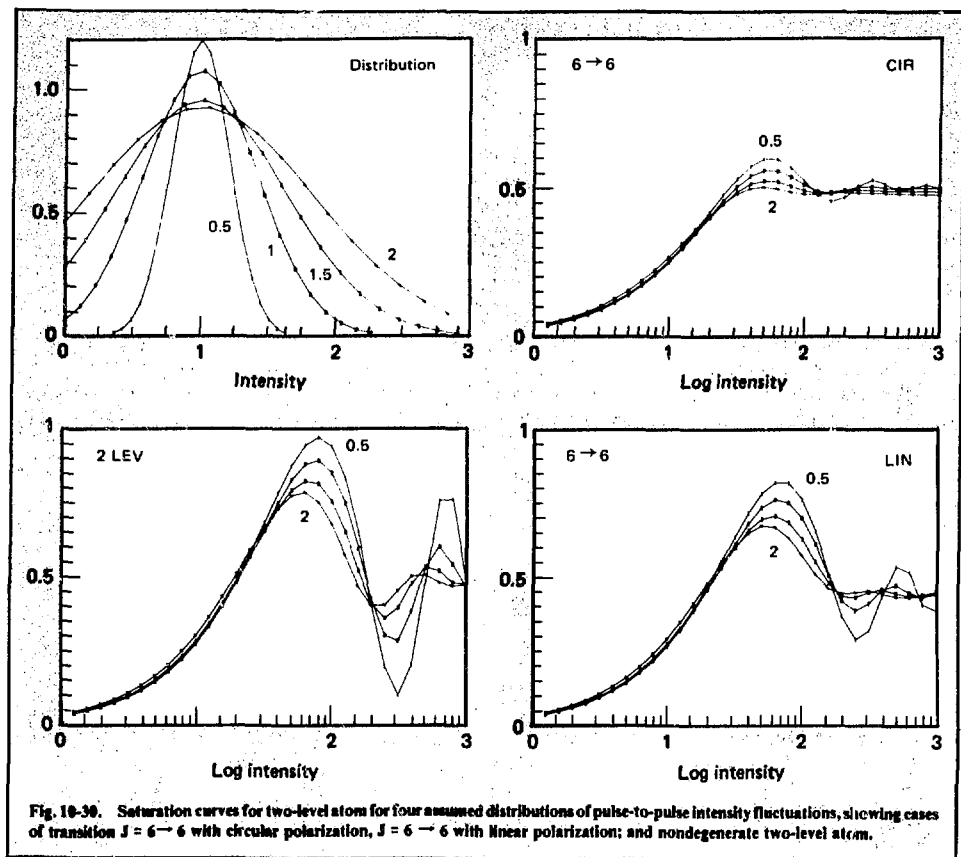 Distribution
1.0
0.5
0
0.5
1
1.5
2
0 1 2 3
Intensity
1
6 → 6
CIR
0.5
0.5
2
0
0 1 2 3
Log intensity
1
2 LEV
0.5
2
0.5
0
0 1 2 3
Log intensity
1
6 → 6
LIN
0.5
2
0.5
0
0 1 2 3
Log intensity
Fig. 10-30. Saturation curves for two-level atom for four assumed distributions of pulse-to-pulse intensity fluctuations, showing cases
of transition J = 6 → 6 with circular polarization, J = 6 → 6 with linear polarization; and nondegenerate two-level atom.